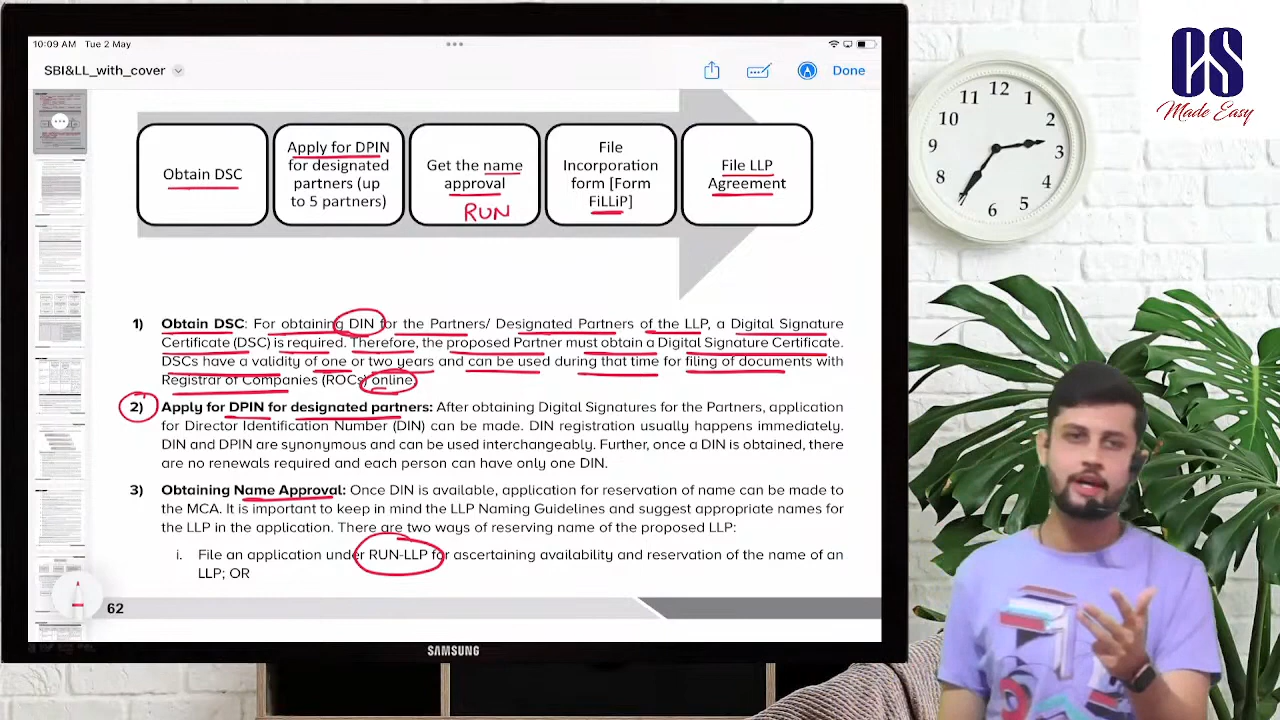 10:09 AM Tue 2 May
SBI&LL_with_cover
Done
CS
Made Easy
Obtain DSC
Apply for DPIN
for designated
partners (up
to 5 partners)
Get the name
approval
RUN
File
Incorporation
form [Form
FiLLiP]
File LLP
Agreement
1) Obtain DSC: For obtaining DIN for the Partners/ Designated Partners of the LLP, a Digital Signature
Certificate (DSC) is required. Therefore, the proposed Partner must obtain a Digital Signature Certificate.
DSCs have a validity one or two years and can be used during that time for filing documents with
Registrar of Companies (ROCs) online
2) Apply for DPIN for designated partners: After obtaining Digital Signatures for the Partners, application
for Director Identification Number (DIN) can be made. DIN registration usually happens immediately.
DIN and DPIN are synonymous and can be used interchangeably. Further once a DIN is obtained, there
are no renewals required and each person can have only one DIN.
3) Obtaining Name Approval: Once DIN is available, application for reservation of name can made to
the MCA. It is important to keep in mind the LLP Naming Guidelines and suggest appropriate names for
the LLP in the application. There are two ways of reserving name of the proposed LLP:
i. File an application under RUN-LLP for ascertaining availability and reservation of the name of an
LLP; OR
62
SAMSUNG
12
1
2
3
4
5
6
7
8
9
10
11